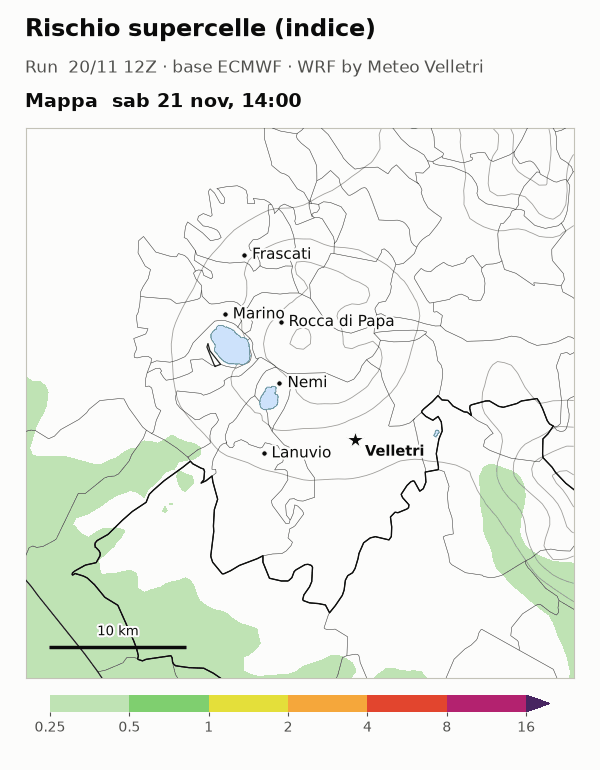 Rischio supercelle (indice)
Run  20/11 12Z · base ECMWF · WRF by Meteo Velletri
Mappa  sab 21 nov, 14:00
Frascati
Marino
Rocca di Papa
Nemi
Velletri
Lanuvio
10 km
0.25 0.5 1 2 4 8 16